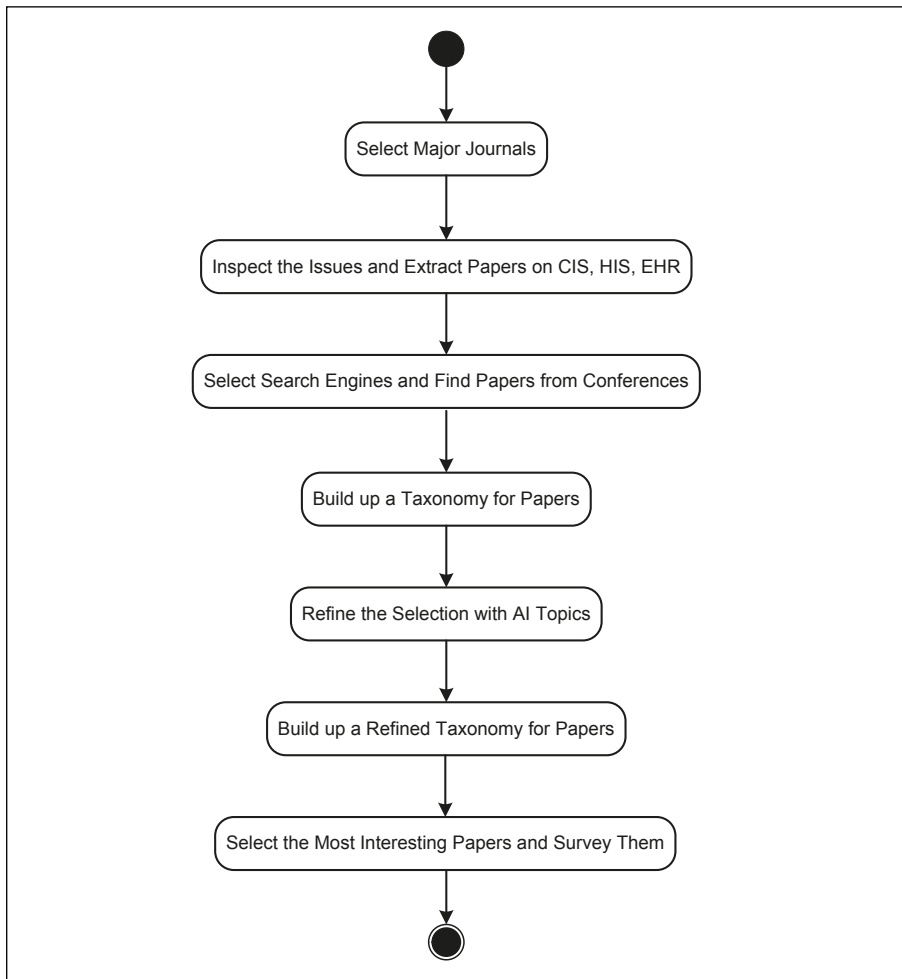 Select Major Journals
Inspect the Issues and Extract Papers on CIS, HIS, EHR
Select Search Engines and Find Papers from Conferences
Build up a Taxonomy for Papers
Refine the Selection with AI Topics
Build up a Refined Taxonomy for Papers
Select the Most Interesting Papers and Survey Them